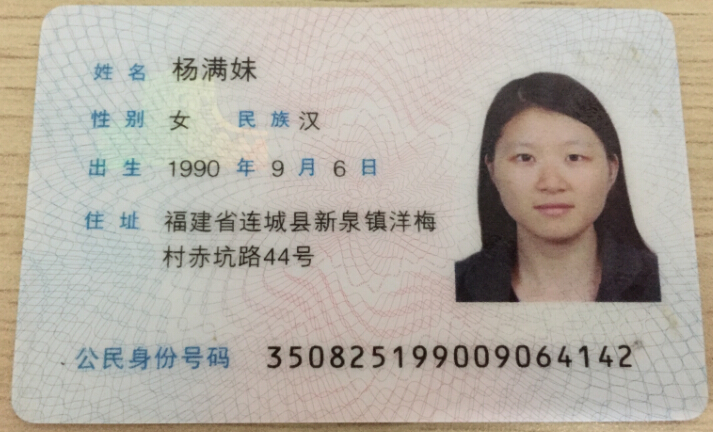 姓名 杨满妹
性别 女 民族 汉
出生 1990 年 9 月 6 日
住址 福建省连城县新泉镇洋梅
村赤坑路44号
公民身份号码 350825199009064142